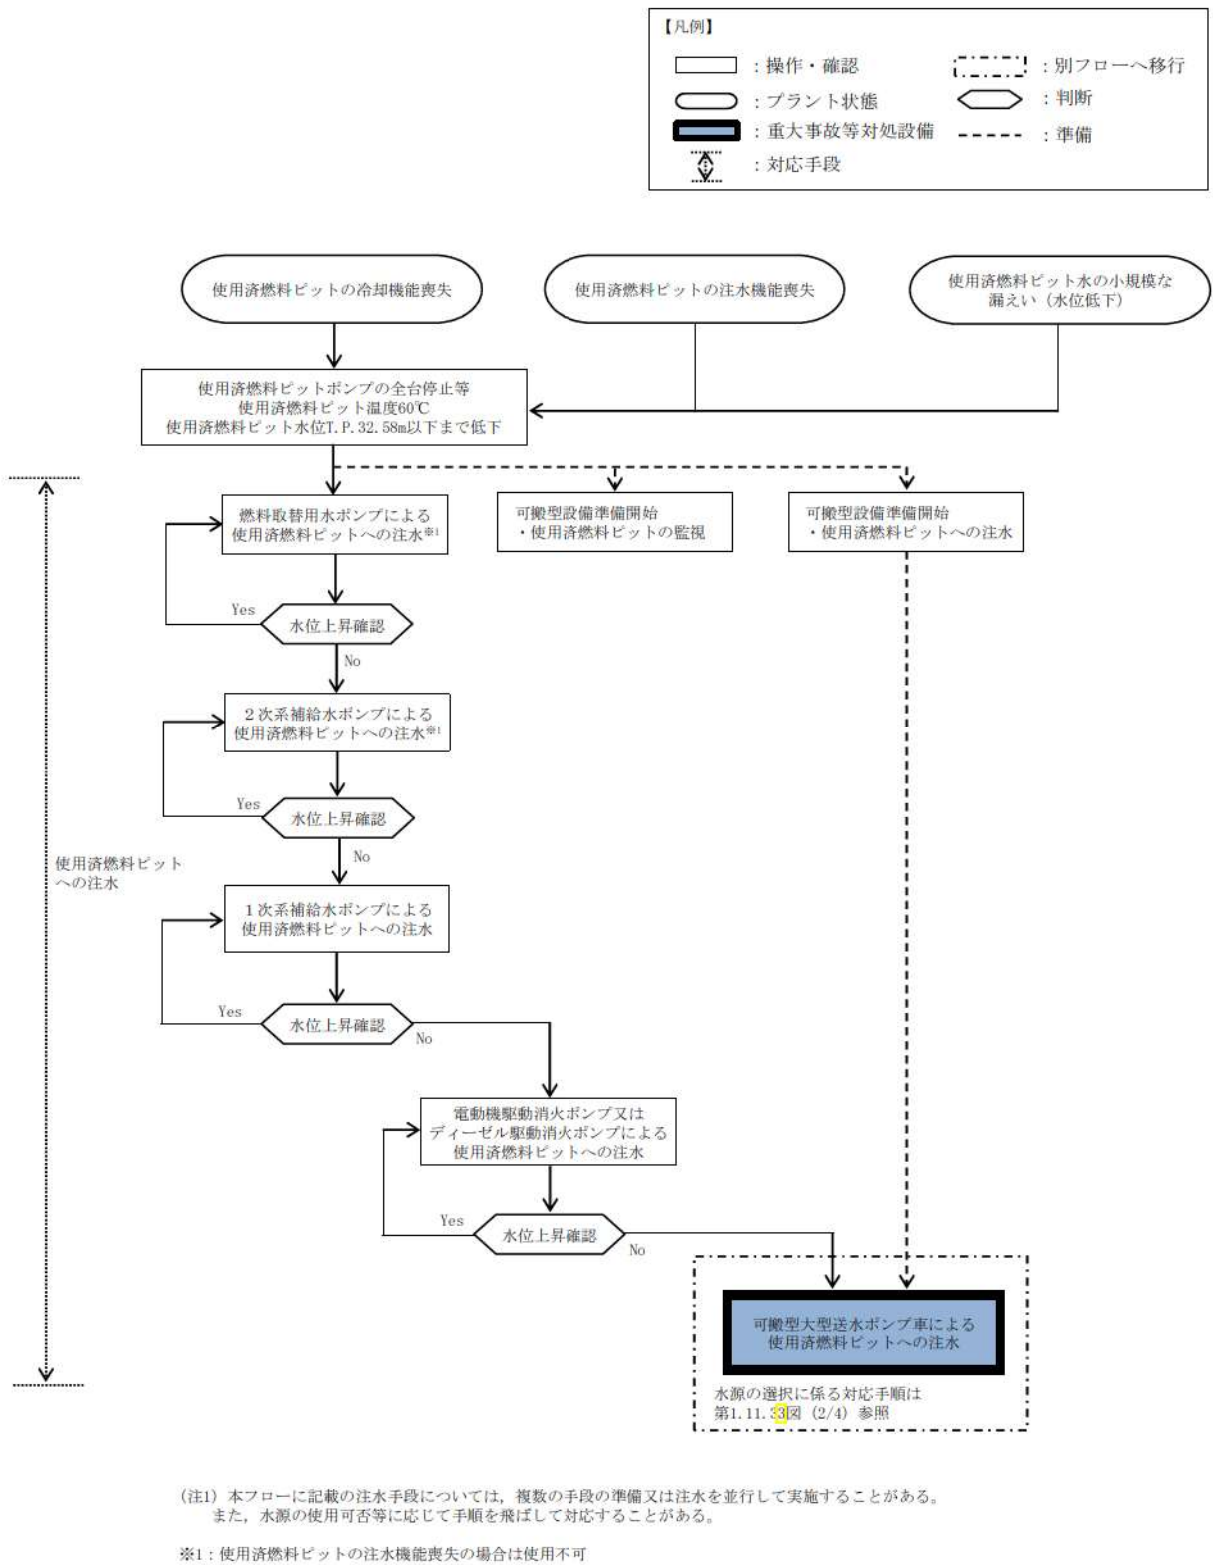 【凡例】
：操作・確認
：別フローへ移行
：プラント状態
：判断
：重大事故等対処設備
：準備
：対応手段
使用済燃料ピットの冷却機能喪失
使用済燃料ピットの注水機能喪失
使用済燃料ピット水の小規模な
漏えい（水位低下）
使用済燃料ピットポンプの全台停止等
使用済燃料ピット温度60℃
使用済燃料ピット水位T.P.32.58m以下まで低下
燃料取替用水ポンプによる
使用済燃料ピットへの注水※1
可搬型設備準備開始
・使用済燃料ピットの監視
可搬型設備準備開始
・使用済燃料ピットへの注水
Yes
水位上昇確認
No
２次系補給水ポンプによる
使用済燃料ピットへの注水※1
Yes
水位上昇確認
No
使用済燃料ピット
への注水
１次系補給水ポンプによる
使用済燃料ピットへの注水
Yes
水位上昇確認
No
電動機駆動消火ポンプ又は
ディーゼル駆動消火ポンプによる
使用済燃料ピットへの注水
Yes
水位上昇確認
No
可搬型大型送水ポンプ車による
使用済燃料ピットへの注水
水源の選択に係る対応手順は
第1.11.33図（2/4）参照
（注1）本フローに記載の注水手段については，複数の手段の準備又は注水を並行して実施することがある。
また，水源の使用可否等に応じて手順を飛ばして対応することがある。
※1：使用済燃料ピットの注水機能喪失の場合は使用不可